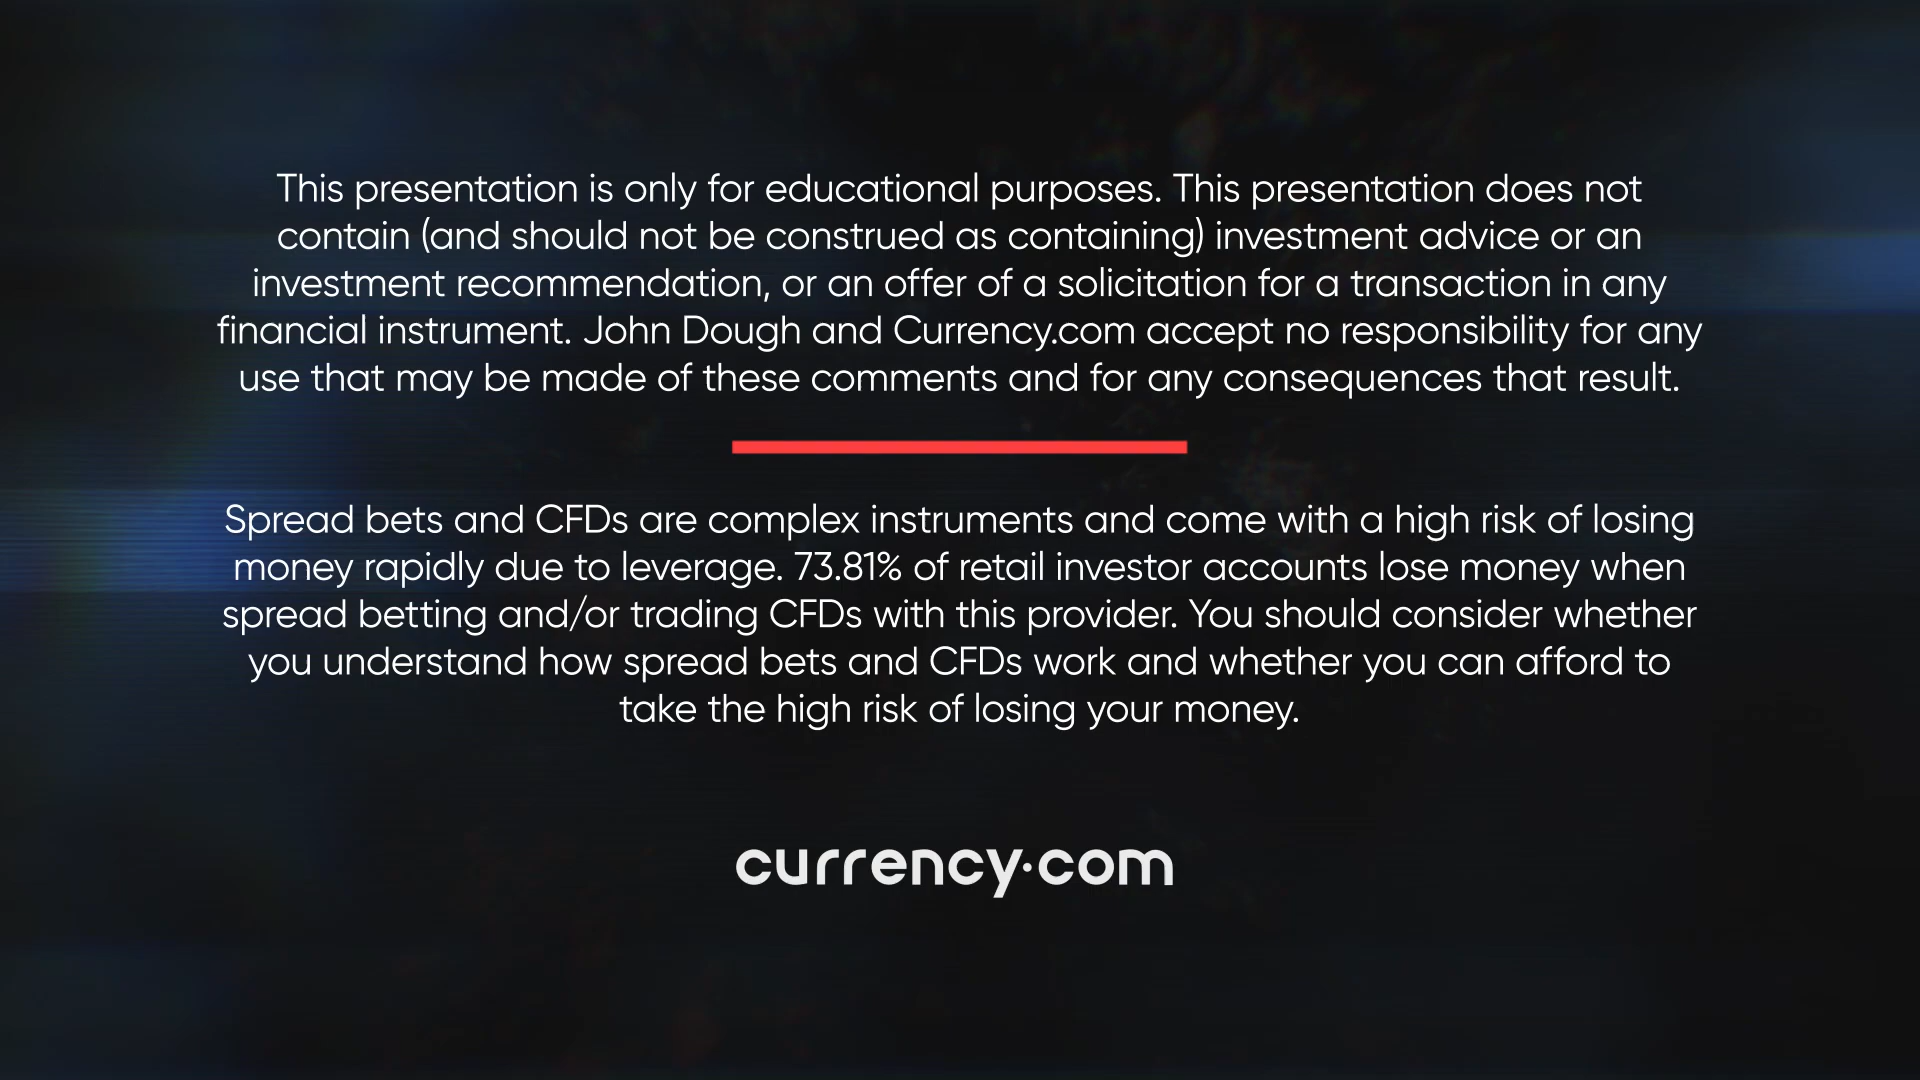 This presentation is only for educational purposes. This presentation does not
contain (and should not be construed as containing) investment advice or an
investment recommendation, or an offer of a solicitation for a transaction in any
financial instrument. John Dough and Currency.com accept no responsibility for any
use that may be made of these comments and for any consequences that result.
Spread bets and CFDs are complex instruments and come with a high risk of losing
money rapidly due to leverage. 73.81% of retail investor accounts lose money when
spread betting and/or trading CFDs with this provider. You should consider whether
you understand how spread bets and CFDs work and whether you can afford to
take the high risk of losing your money.
currency·com